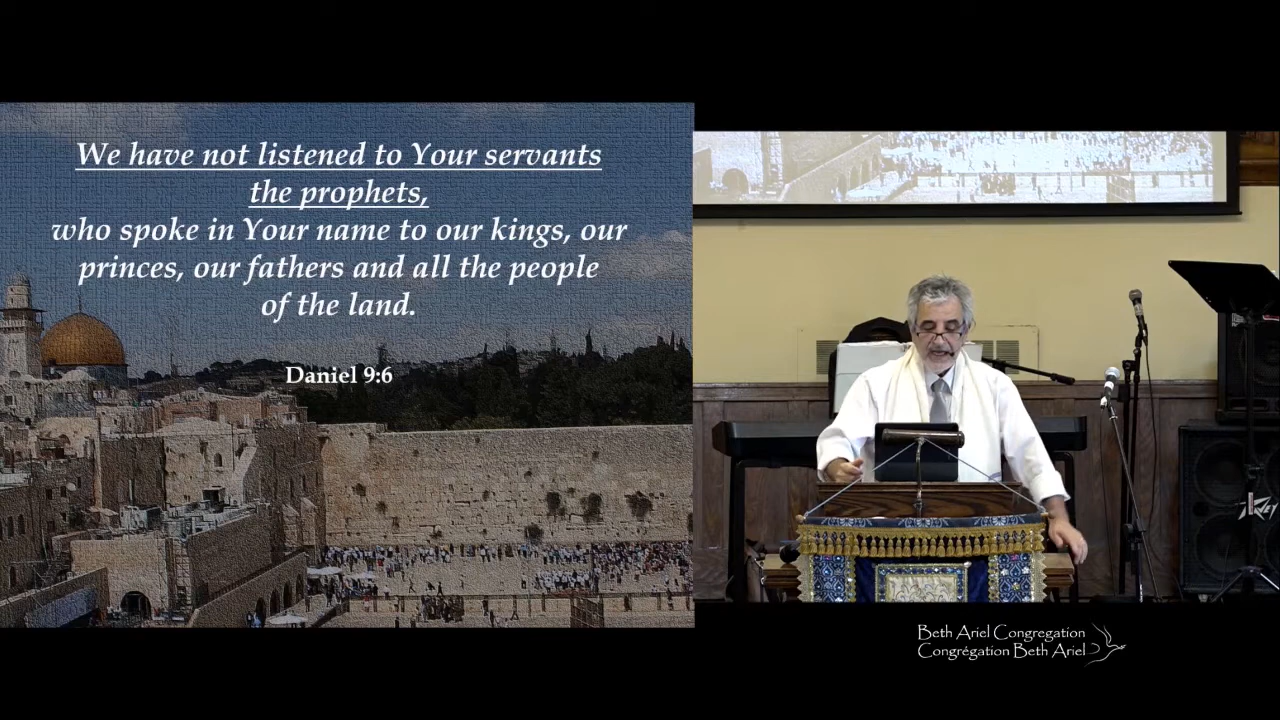 We have not listened to Your servants
the prophets,
who spoke in Your name to our kings, our
princes, our fathers and all the people
of the land.
Daniel 9:6
PEAVEY
Beth Ariel Congregation
Congrégation Beth Ariel